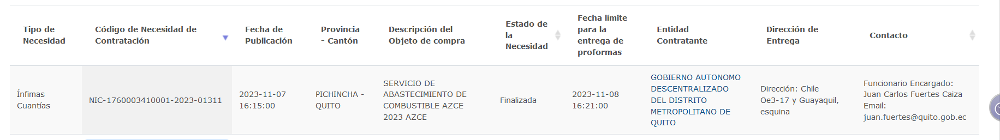 Tipo de
Necesidad
Código de Necesidad de
Contratación
Fecha de
Publicación
Provincia
- Cantón
Descripción del
Objeto de compra
Estado de
la
Necesidad
Fecha límite
para la
entrega de
proformas
Entidad
Contratante
Dirección de
Entrega
Contacto
Ínfimas
Cuantías
NIC-1760003410001-2023-01311
2023-11-07
16:15:00
PICHINCHA -
QUITO
SERVICIO DE
ABASTECIMIENTO DE
COMBUSTIBLE AZCE
2023 AZCE
Finalizada
2023-11-08
16:21:00
GOBIERNO AUTONOMO
DESCENTRALIZADO
DEL DISTRITO
METROPOLITANO DE
QUITO
Dirección: Chile
Oe3-17 y Guayaquil,
esquina
Funcionario Encargado:
Juan Carlos Fuertes Caiza
Email:
juan.fuertes@quito.gob.ec